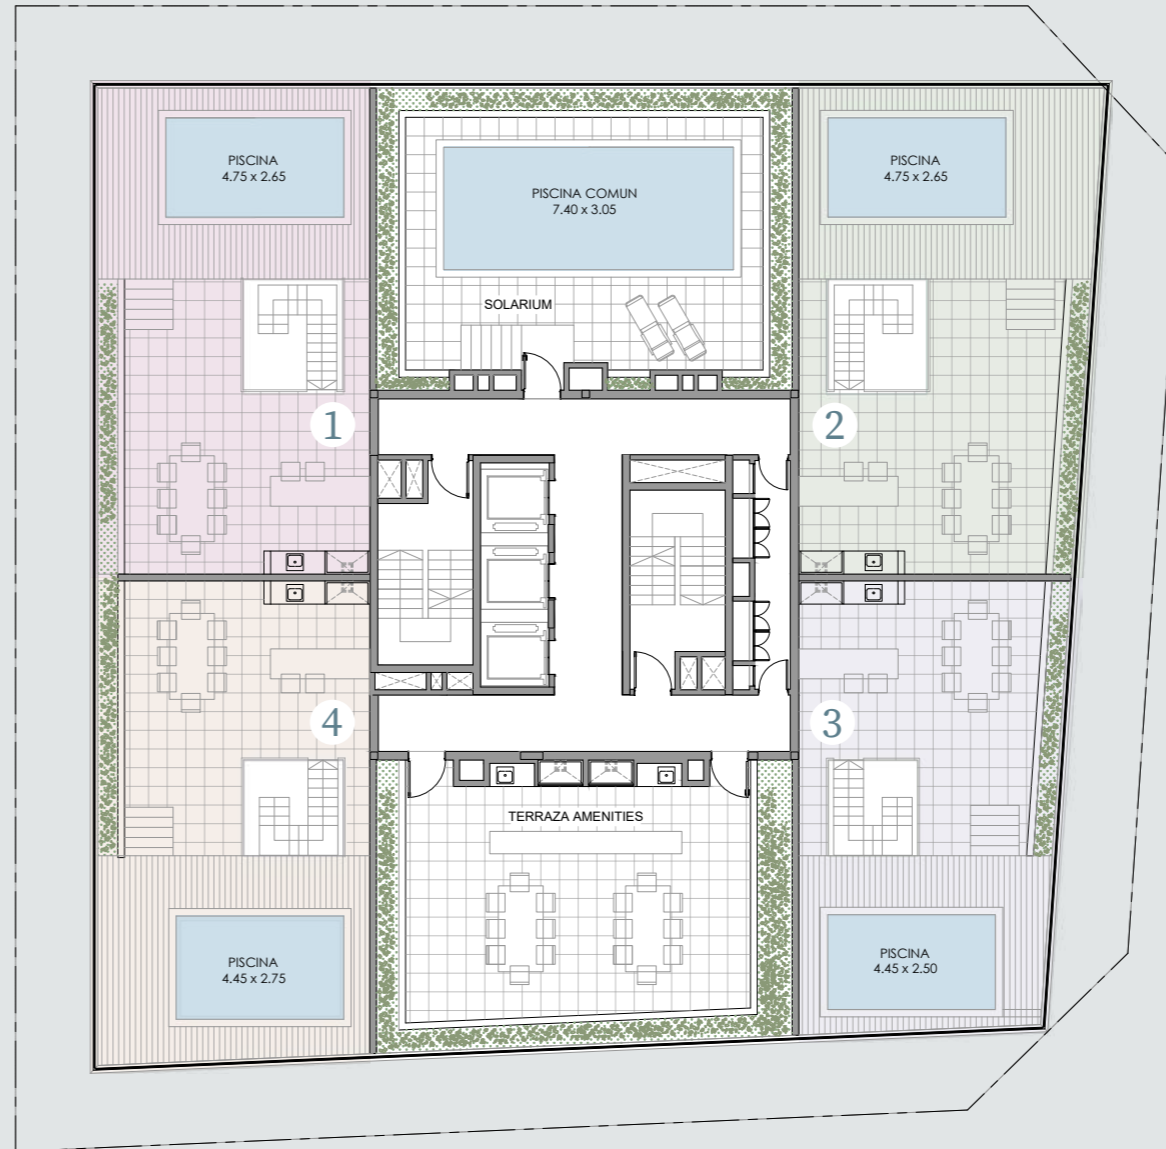 PISCINA
4.75 x 2.65
PISCINA COMUN
7.40 x 3.05
PISCINA
4.75 x 2.65
SOLARIUM
1
2
4
3
TERRAZA AMENITIES
PISCINA
4.45 x 2.75
PISCINA
4.45 x 2.50